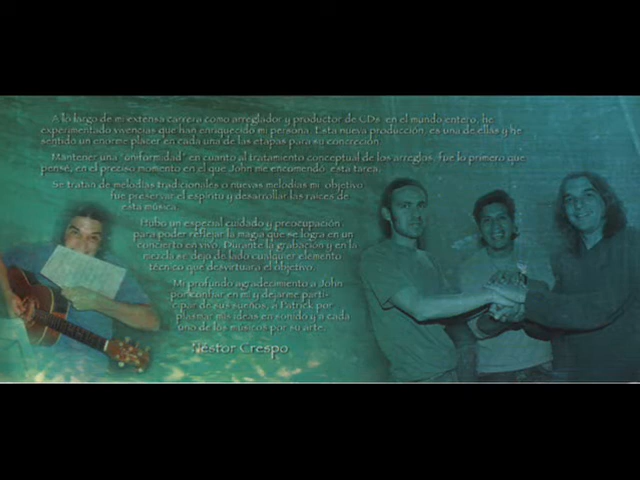 A lo largo de mi extensa carrera como arreglador y productor de CDs en el mundo entero, he
experimentado vivencias que han enriquecido mi persona. Esta nueva producción, es una de ellas y he
sentido un enorme placer en cada una de las etapas para su concreción.
Mantener una "uniformidad" en cuanto al tratamiento conceptual de los arreglos, fue lo primero que
pensé, en el preciso momento en el que John me encomendó esta tarea.
Se tratan de melodías tradicionales o nuevas melodías mi objetivo
fue preservar el espíritu y desarrollar las raíces de
esta música.
Hubo un especial cuidado y preocupación
para poder reflejar la magia que se logra en un
concierto en vivo. Durante la grabación y en la
mezcla se dejó de lado cualquier elemento
técnico que desvirtuara el objetivo.
Mi profundo agradecimiento a John
por confiar en mí y dejarme parti-
cipar de sus sueños, a Patrick por
plasmar mis ideas en sonido y a cada
uno de los músicos por su arte.
Néstor Crespo